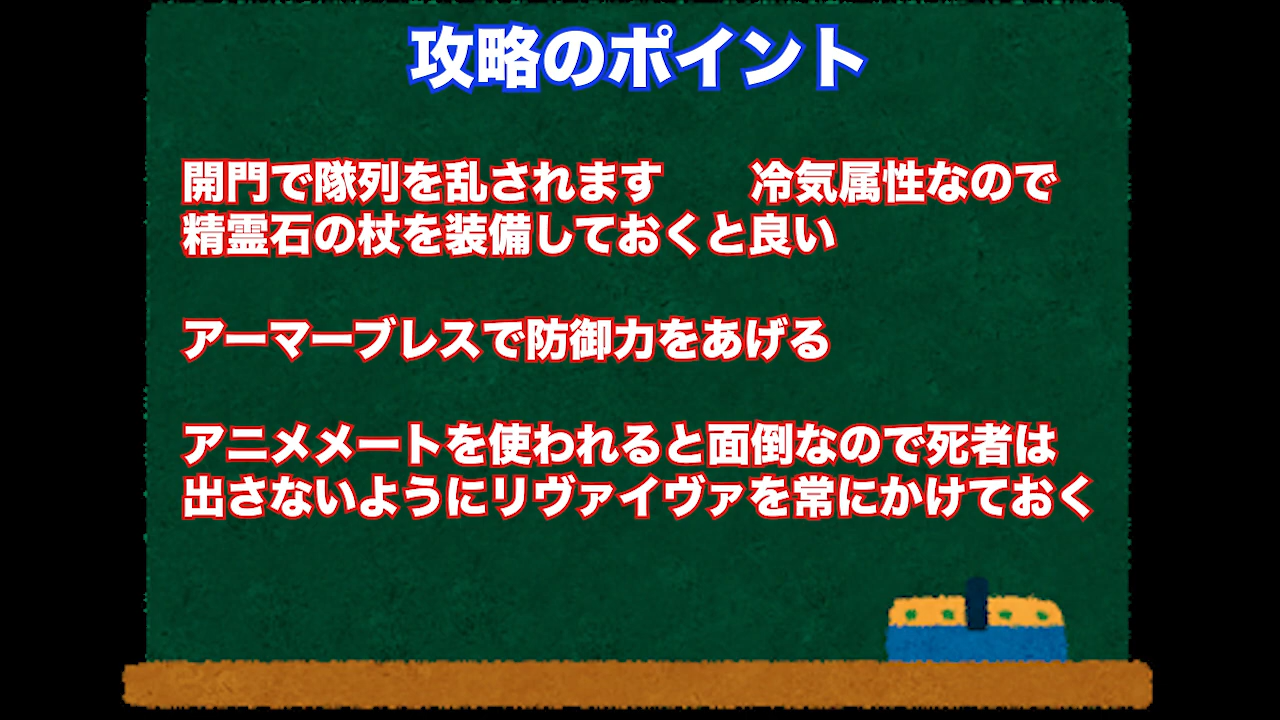 攻略のポイント
開門で隊列を乱されます　　冷気属性なので
精霊石の杖を装備しておくと良い
アーマーブレスで防御力をあげる
アニメメートを使われると面倒なので死者は
出さないようにリヴァイヴァを常にかけておく